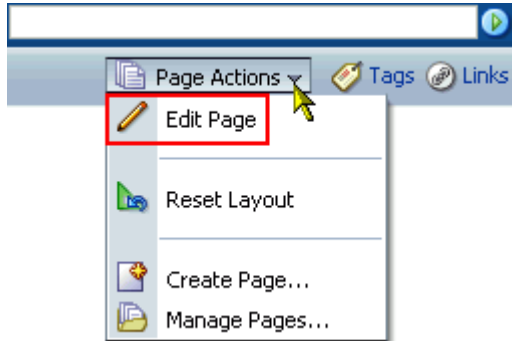 Page Actions Tags Links
Edit Page
Reset Layout
Create Page...
Manage Pages...